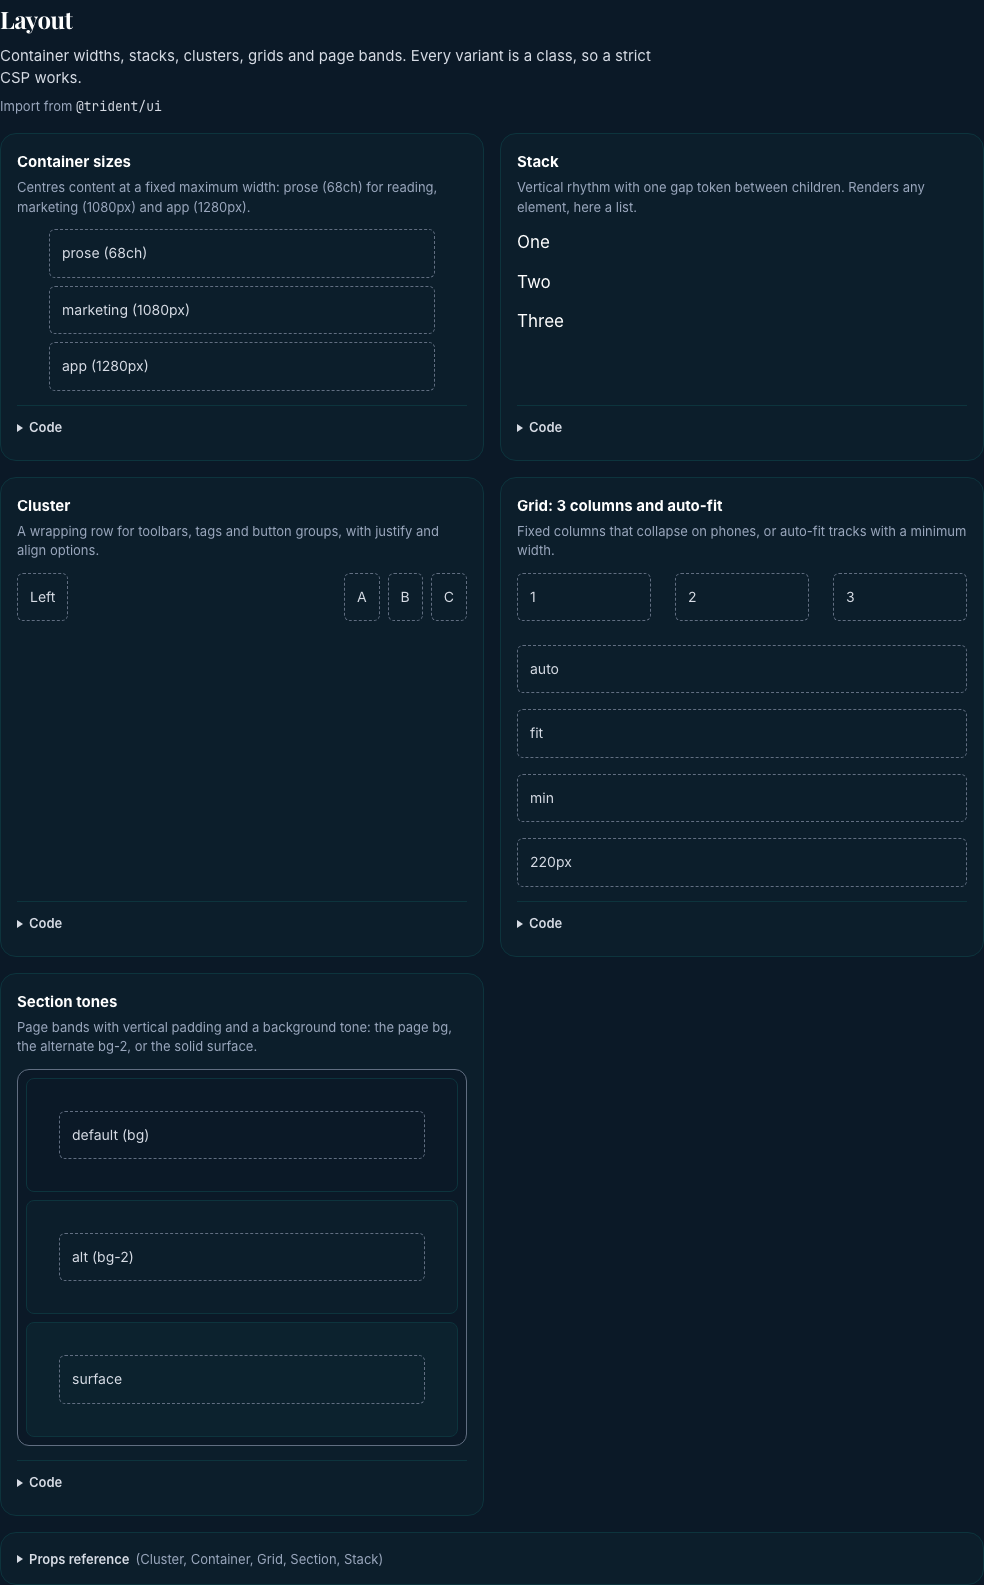 Layout
Container widths, stacks, clusters, grids and page bands. Every variant is a class, so a strict
CSP works.
Import from @trident/ui
Container sizes
Centres content at a fixed maximum width: prose (68ch) for reading,
marketing (1080px) and app (1280px).
prose (68ch)
marketing (1080px)
app (1280px)
Code
Stack
Vertical rhythm with one gap token between children. Renders any
element, here a list.
One
Two
Three
Code
Cluster
A wrapping row for toolbars, tags and button groups, with justify and
align options.
Left A B C
Code
Grid: 3 columns and auto-fit
Fixed columns that collapse on phones, or auto-fit tracks with a minimum
width.
1 2 3
auto
fit
min
220px
Code
Section tones
Page bands with vertical padding and a background tone: the page bg,
the alternate bg-2, or the solid surface.
default (bg)
alt (bg-2)
surface
Code
Props reference (Cluster, Container, Grid, Section, Stack)